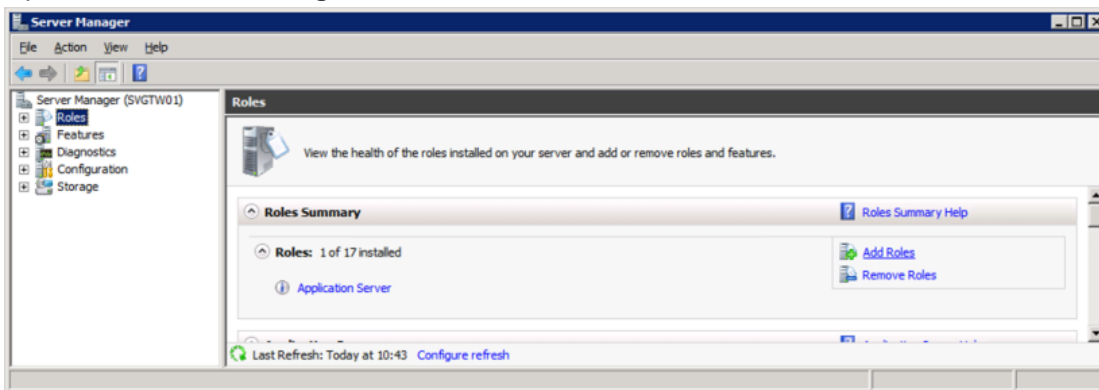 Server Manager
File Action View Help
Server Manager (SVGTW01)
Roles
Features
Diagnostics
Configuration
Storage
Roles
View the health of the roles installed on your server and add or remove roles and features.
Roles Summary
Roles Summary Help
Roles: 1 of 17 installed
Add Roles
Remove Roles
Application Server
Last Refresh: Today at 10:43 Configure refresh